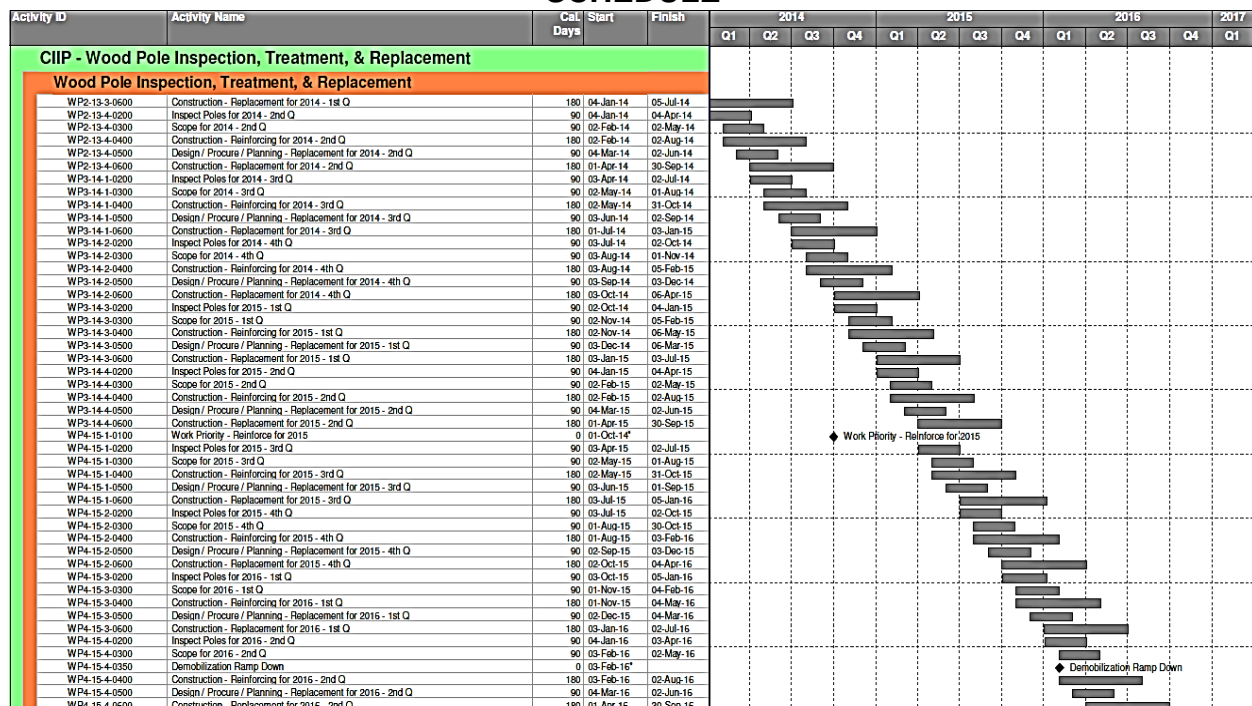 SCHEDULE
Activity ID Activity Name Cal. Days Start Finish 2014 2015 2016 2017
Q1 Q2 Q3 Q4 Q1 Q2 Q3 Q4 Q1 Q2 Q3 Q4 Q1
CIIP - Wood Pole Inspection, Treatment, & Replacement
Wood Pole Inspection, Treatment, & Replacement
WP2-13-3-0600 Construction - Replacement for 2014 - 1st Q 180 04-Jan-14 05-Jul-14
WP2-13-4-0200 Inspect Poles for 2014 - 2nd Q 90 04-Jan-14 04-Apr-14
WP2-13-4-0300 Scope for 2014 - 2nd Q 90 02-Feb-14 02-May-14
WP2-13-4-0400 Construction - Reinforcing for 2014 - 2nd Q 180 02-Feb-14 02-Aug-14
WP2-13-4-0500 Design / Procure / Planning - Replacement for 2014 - 2nd Q 90 04-Mar-14 02-Jun-14
WP2-13-4-0600 Construction - Replacement for 2014 - 2nd Q 180 01-Apr-14 30-Sep-14
WP3-14-1-0200 Inspect Poles for 2014 - 3rd Q 90 03-Apr-14 02-Jul-14
WP3-14-1-0300 Scope for 2014 - 3rd Q 90 02-May-14 01-Aug-14
WP3-14-1-0400 Construction - Reinforcing for 2014 - 3rd Q 180 02-May-14 31-Oct-14
WP3-14-1-0500 Design / Procure / Planning - Replacement for 2014 - 3rd Q 90 03-Jun-14 02-Sep-14
WP3-14-1-0600 Construction - Replacement for 2014 - 3rd Q 180 01-Jul-14 03-Jan-15
WP3-14-2-0200 Inspect Poles for 2014 - 4th Q 90 03-Jul-14 02-Oct-14
WP3-14-2-0300 Scope for 2014 - 4th Q 90 03-Aug-14 01-Nov-14
WP3-14-2-0400 Construction - Reinforcing for 2014 - 4th Q 180 03-Aug-14 05-Feb-15
WP3-14-2-0500 Design / Procure / Planning - Replacement for 2014 - 4th Q 90 03-Sep-14 03-Dec-14
WP3-14-2-0600 Construction - Replacement for 2014 - 4th Q 180 03-Oct-14 06-Apr-15
WP3-14-3-0200 Inspect Poles for 2015 - 1st Q 90 02-Oct-14 04-Jan-15
WP3-14-3-0300 Scope for 2015 - 1st Q 90 02-Nov-14 05-Feb-15
WP3-14-3-0400 Construction - Reinforcing for 2015 - 1st Q 180 02-Nov-14 06-May-15
WP3-14-3-0500 Design / Procure / Planning - Replacement for 2015 - 1st Q 90 03-Dec-14 06-Mar-15
WP3-14-3-0600 Construction - Replacement for 2015 - 1st Q 180 03-Jan-15 03-Jul-15
WP3-14-4-0200 Inspect Poles for 2015 - 2nd Q 90 04-Jan-15 04-Apr-15
WP3-14-4-0300 Scope for 2015 - 2nd Q 90 02-Feb-15 02-May-15
WP3-14-4-0400 Construction - Reinforcing for 2015 - 2nd Q 180 02-Feb-15 02-Aug-15
WP3-14-4-0500 Design / Procure / Planning - Replacement for 2015 - 2nd Q 90 04-Mar-15 02-Jun-15
WP3-14-4-0600 Construction - Replacement for 2015 - 2nd Q 180 01-Apr-15 30-Sep-15
WP4-15-1-0100 Work Priority - Reinforce for 2015 0 01-Oct-14* Work Priority - Reinforce for 2015
WP4-15-1-0200 Inspect Poles for 2015 - 3rd Q 90 03-Apr-15 02-Jul-15
WP4-15-1-0300 Scope for 2015 - 3rd Q 90 02-May-15 01-Aug-15
WP4-15-1-0400 Construction - Reinforcing for 2015 - 3rd Q 180 02-May-15 31-Oct-15
WP4-15-1-0500 Design / Procure / Planning - Replacement for 2015 - 3rd Q 90 03-Jun-15 01-Sep-15
WP4-15-1-0600 Construction - Replacement for 2015 - 3rd Q 180 03-Jul-15 05-Jan-16
WP4-15-2-0200 Inspect Poles for 2015 - 4th Q 90 03-Jul-15 02-Oct-15
WP4-15-2-0300 Scope for 2015 - 4th Q 90 01-Aug-15 30-Oct-15
WP4-15-2-0400 Construction - Reinforcing for 2015 - 4th Q 180 01-Aug-15 03-Feb-16
WP4-15-2-0500 Design / Procure / Planning - Replacement for 2015 - 4th Q 90 02-Sep-15 03-Dec-15
WP4-15-2-0600 Construction - Replacement for 2015 - 4th Q 180 02-Oct-15 04-Apr-16
WP4-15-3-0200 Inspect Poles for 2016 - 1st Q 90 03-Oct-15 05-Jan-16
WP4-15-3-0300 Scope for 2016 - 1st Q 90 01-Nov-15 04-Feb-16
WP4-15-3-0400 Construction - Reinforcing for 2016 - 1st Q 180 01-Nov-15 04-May-16
WP4-15-3-0500 Design / Procure / Planning - Replacement for 2016 - 1st Q 90 02-Dec-15 04-Mar-16
WP4-15-3-0600 Construction - Replacement for 2016 - 1st Q 180 03-Jan-16 02-Jul-16
WP4-15-4-0200 Inspect Poles for 2016 - 2nd Q 90 04-Jan-16 03-Apr-16
WP4-15-4-0300 Scope for 2016 - 2nd Q 90 03-Feb-16 02-May-16
WP4-15-4-0350 Demobilization Ramp Down 0 03-Feb-16* Demobilization Ramp Down
WP4-15-4-0400 Construction - Reinforcing for 2016 - 2nd Q 180 03-Feb-16 02-Aug-16
WP4-15-4-0500 Design / Procure / Planning - Replacement for 2016 - 2nd Q 90 04-Mar-16 02-Jun-16
WP4-15-4-0600 Construction - Replacement for 2016 - 2nd Q 180 01-Apr-16 30-Sep-16